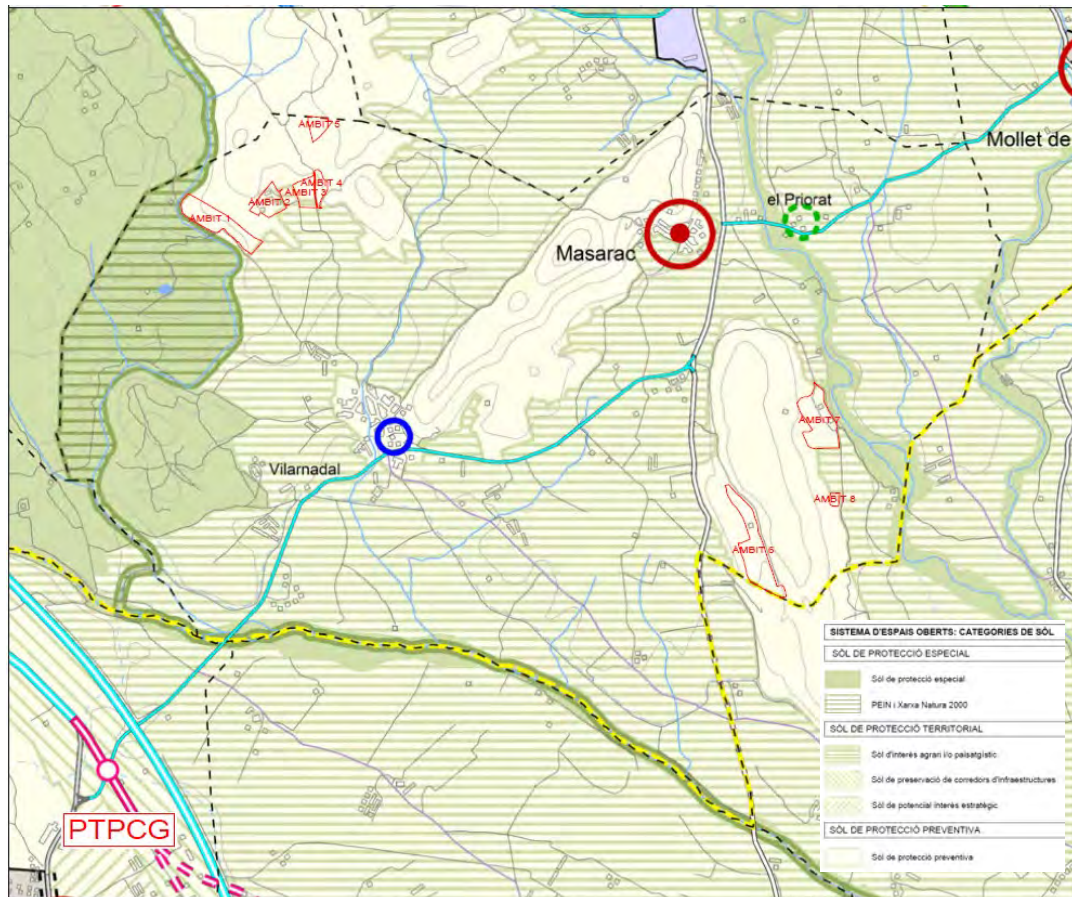 ÀMBIT 5
ÀMBIT 4
ÀMBIT 3
ÀMBIT 2
ÀMBIT 1
Mollet de
el Priorat
Masarac
ÀMBIT 7
Vilarnadal
ÀMBIT 8
ÀMBIT 6
PTPCG
SISTEMA D'ESPAIS OBERTS: CATEGORIES DE SÒL
SÒL DE PROTECCIÓ ESPECIAL
Sòl de protecció especial
PEIN i Xarxa Natura 2000
SÒL DE PROTECCIÓ TERRITORIAL
Sòl d'interès agrari i/o paisatgístic
Sòl de preservació de corredors d'infraestructures
Sòl de potencial interès estratègic
SÒL DE PROTECCIÓ PREVENTIVA
Sòl de protecció preventiva